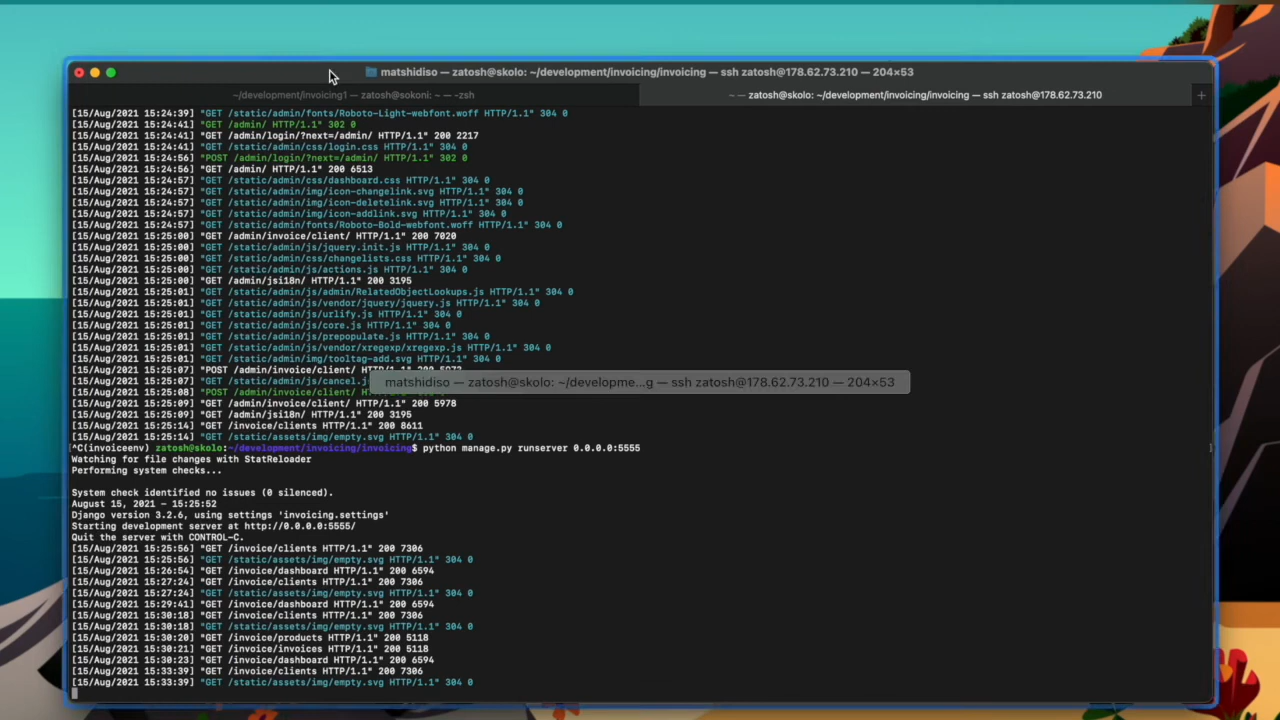 matshidiso — zatosh@skolo: ~/development/invoicing/invoicing — ssh zatosh@178.62.73.210 — 204×53
~/development/invoicing1 — zatosh@sokoni: ~ — -zsh
~ — zatosh@skolo: ~/development/invoicing/invoicing — ssh zatosh@178.62.73.210
+
[15/Aug/2021 15:24:39] "GET /static/admin/fonts/Roboto-Light-webfont.woff HTTP/1.1" 304 0
[15/Aug/2021 15:24:41] "GET /admin/ HTTP/1.1" 302 0
[15/Aug/2021 15:24:41] "GET /admin/login/?next=/admin/ HTTP/1.1" 200 2217
[15/Aug/2021 15:24:41] "GET /static/admin/css/login.css HTTP/1.1" 304 0
[15/Aug/2021 15:24:56] "POST /admin/login/?next=/admin/ HTTP/1.1" 302 0
[15/Aug/2021 15:24:56] "GET /admin/ HTTP/1.1" 200 6513
[15/Aug/2021 15:24:57] "GET /static/admin/css/dashboard.css HTTP/1.1" 304 0
[15/Aug/2021 15:24:57] "GET /static/admin/img/icon-changelink.svg HTTP/1.1" 304 0
[15/Aug/2021 15:24:57] "GET /static/admin/img/icon-deletelink.svg HTTP/1.1" 304 0
[15/Aug/2021 15:24:57] "GET /static/admin/img/icon-addlink.svg HTTP/1.1" 304 0
[15/Aug/2021 15:24:57] "GET /static/admin/fonts/Roboto-Bold-webfont.woff HTTP/1.1" 304 0
[15/Aug/2021 15:25:00] "GET /admin/invoice/client/ HTTP/1.1" 200 7020
[15/Aug/2021 15:25:00] "GET /static/admin/js/jquery.init.js HTTP/1.1" 304 0
[15/Aug/2021 15:25:00] "GET /static/admin/css/changelists.css HTTP/1.1" 304 0
[15/Aug/2021 15:25:00] "GET /static/admin/js/actions.js HTTP/1.1" 304 0
[15/Aug/2021 15:25:00] "GET /admin/jsi18n/ HTTP/1.1" 200 3195
[15/Aug/2021 15:25:01] "GET /static/admin/js/admin/RelatedObjectLookups.js HTTP/1.1" 304 0
[15/Aug/2021 15:25:01] "GET /static/admin/js/vendor/jquery/jquery.js HTTP/1.1" 304 0
[15/Aug/2021 15:25:01] "GET /static/admin/js/urlify.js HTTP/1.1" 304 0
[15/Aug/2021 15:25:01] "GET /static/admin/js/core.js HTTP/1.1" 304 0
[15/Aug/2021 15:25:01] "GET /static/admin/js/prepopulate.js HTTP/1.1" 304 0
[15/Aug/2021 15:25:01] "GET /static/admin/js/vendor/xregexp/xregexp.js HTTP/1.1" 304 0
[15/Aug/2021 15:25:01] "GET /static/admin/img/tooltag-add.svg HTTP/1.1" 304 0
[15/Aug/2021 15:25:07] "POST /admin/invoice/client/
[15/Aug/2021 15:25:07] "GET /static/admin/js/cancel.j
matshidiso — zatosh@skolo: ~/developme...g — ssh zatosh@178.62.73.210 — 204×53
[15/Aug/2021 15:25:08] "POST /admin/invoice/client/
[15/Aug/2021 15:25:09] "GET /admin/invoice/client/ HTTP/1.1" 200 5978
[15/Aug/2021 15:25:09] "GET /admin/jsi18n/ HTTP/1.1" 200 3195
[15/Aug/2021 15:25:14] "GET /invoice/clients HTTP/1.1" 200 8611
[15/Aug/2021 15:25:14] "GET /static/assets/img/empty.svg HTTP/1.1" 304 0
[^C(invoiceenv) zatosh@skolo:~/development/invoicing/invoicing$ python manage.py runserver 0.0.0.0:5555 ]
Watching for file changes with StatReloader
Performing system checks...
System check identified no issues (0 silenced).
August 15, 2021 - 15:25:52
Django version 3.2.6, using settings 'invoicing.settings'
Starting development server at http://0.0.0.0:5555/
Quit the server with CONTROL-C.
[15/Aug/2021 15:25:56] "GET /invoice/clients HTTP/1.1" 200 7306
[15/Aug/2021 15:25:56] "GET /static/assets/img/empty.svg HTTP/1.1" 304 0
[15/Aug/2021 15:26:54] "GET /invoice/dashboard HTTP/1.1" 200 6594
[15/Aug/2021 15:27:24] "GET /invoice/clients HTTP/1.1" 200 7306
[15/Aug/2021 15:27:24] "GET /static/assets/img/empty.svg HTTP/1.1" 304 0
[15/Aug/2021 15:29:41] "GET /invoice/dashboard HTTP/1.1" 200 6594
[15/Aug/2021 15:30:18] "GET /invoice/clients HTTP/1.1" 200 7306
[15/Aug/2021 15:30:18] "GET /static/assets/img/empty.svg HTTP/1.1" 304 0
[15/Aug/2021 15:30:20] "GET /invoice/products HTTP/1.1" 200 5118
[15/Aug/2021 15:30:21] "GET /invoice/invoices HTTP/1.1" 200 5118
[15/Aug/2021 15:30:23] "GET /invoice/dashboard HTTP/1.1" 200 6594
[15/Aug/2021 15:33:39] "GET /invoice/clients HTTP/1.1" 200 7306
[15/Aug/2021 15:33:39] "GET /static/assets/img/empty.svg HTTP/1.1" 304 0